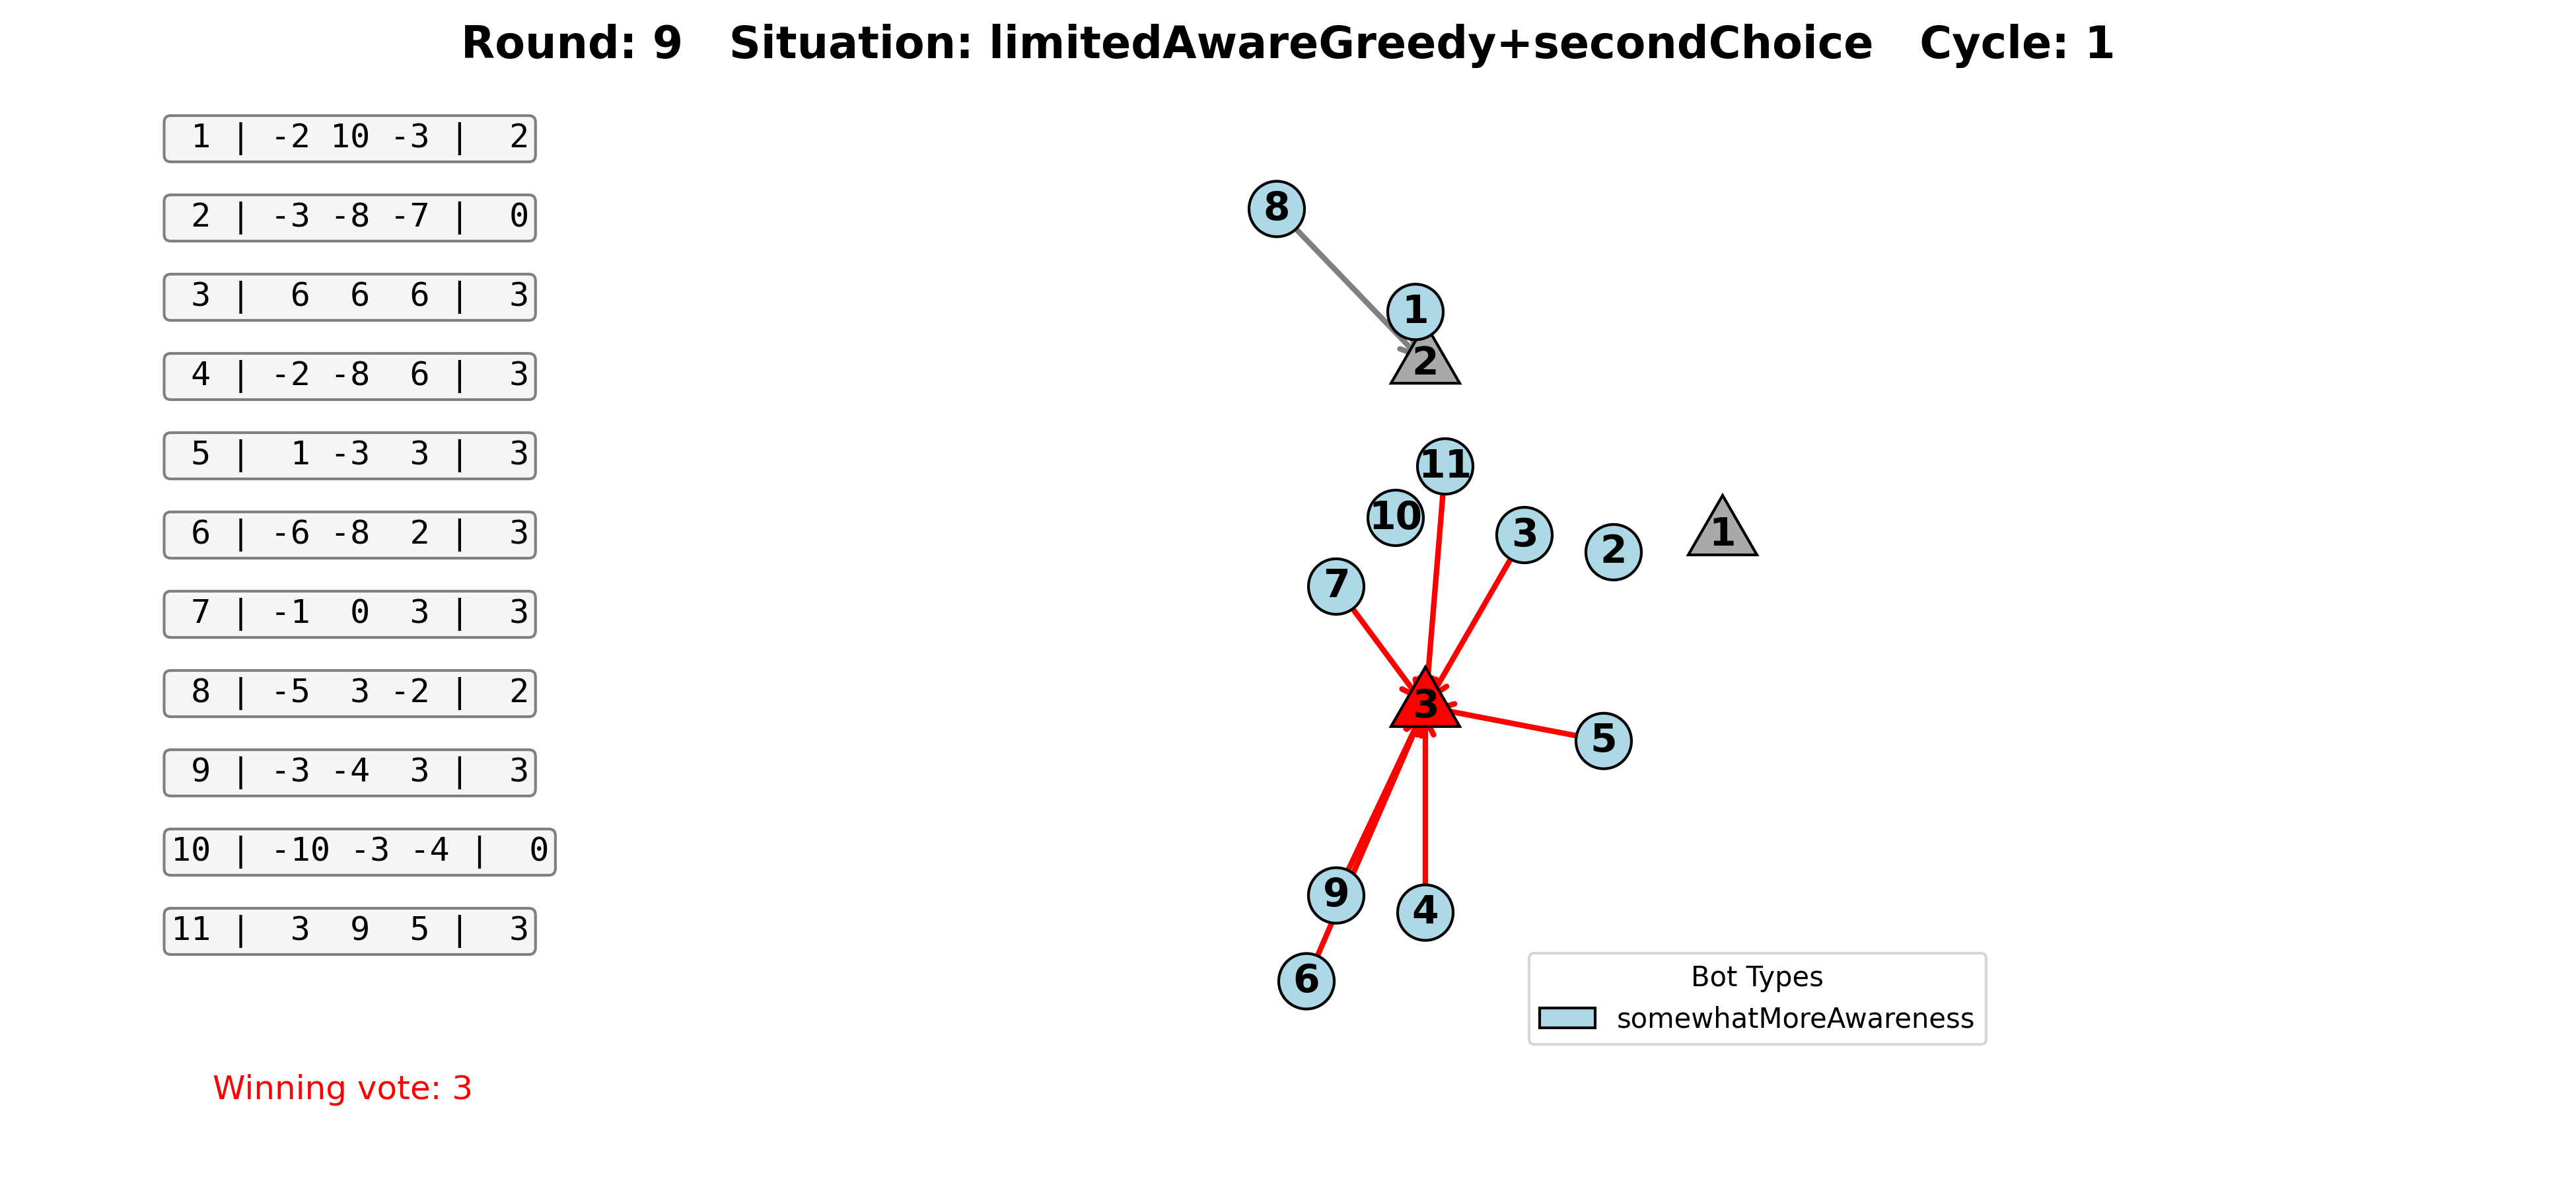 Round: 9   Situation: limitedAwareGreedy+secondChoice   Cycle: 1
1 | -2 10 -3 |  2
2 | -3 -8 -7 |  0
3 |  6  6  6 |  3
4 | -2 -8  6 |  3
5 |  1 -3  3 |  3
6 | -6 -8  2 |  3
7 | -1  0  3 |  3
8 | -5  3 -2 |  2
9 | -3 -4  3 |  3
10 | -10 -3 -4 |  0
11 |  3  9  5 |  3
Winning vote: 3
8
1
2
11
10
3
2
1
7
3
5
9
4
6
Bot Types
somewhatMoreAwareness